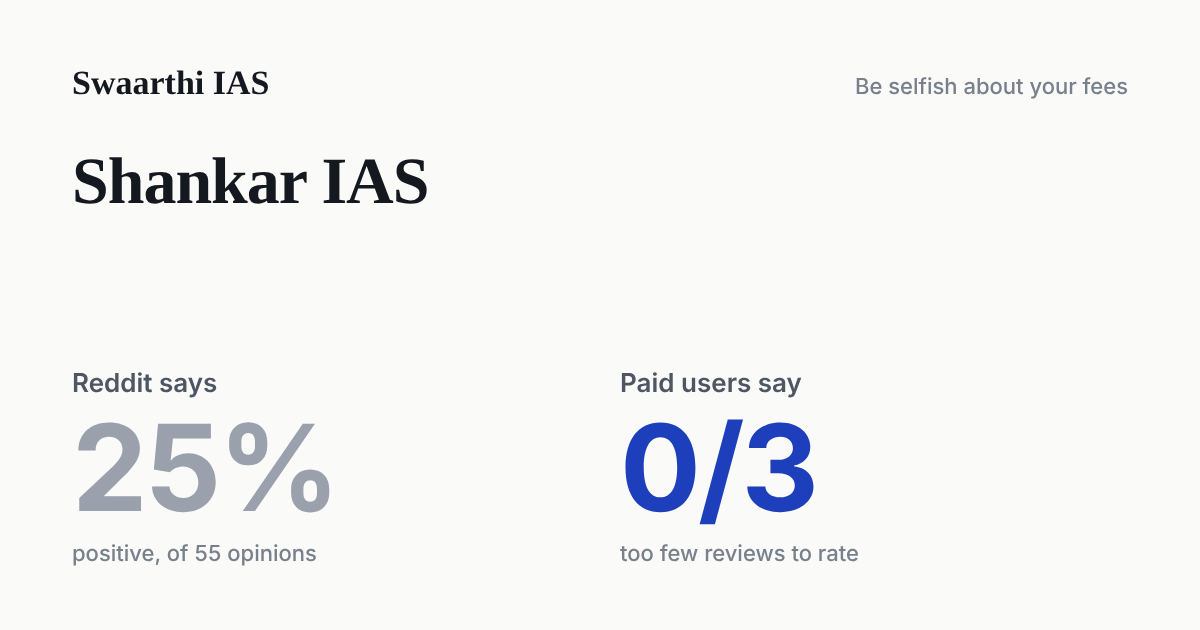 Swaarthi IAS
Be selfish about your fees
Shankar IAS
Reddit says
25%
positive, of 55 opinions
Paid users say
0/3
too few reviews to rate